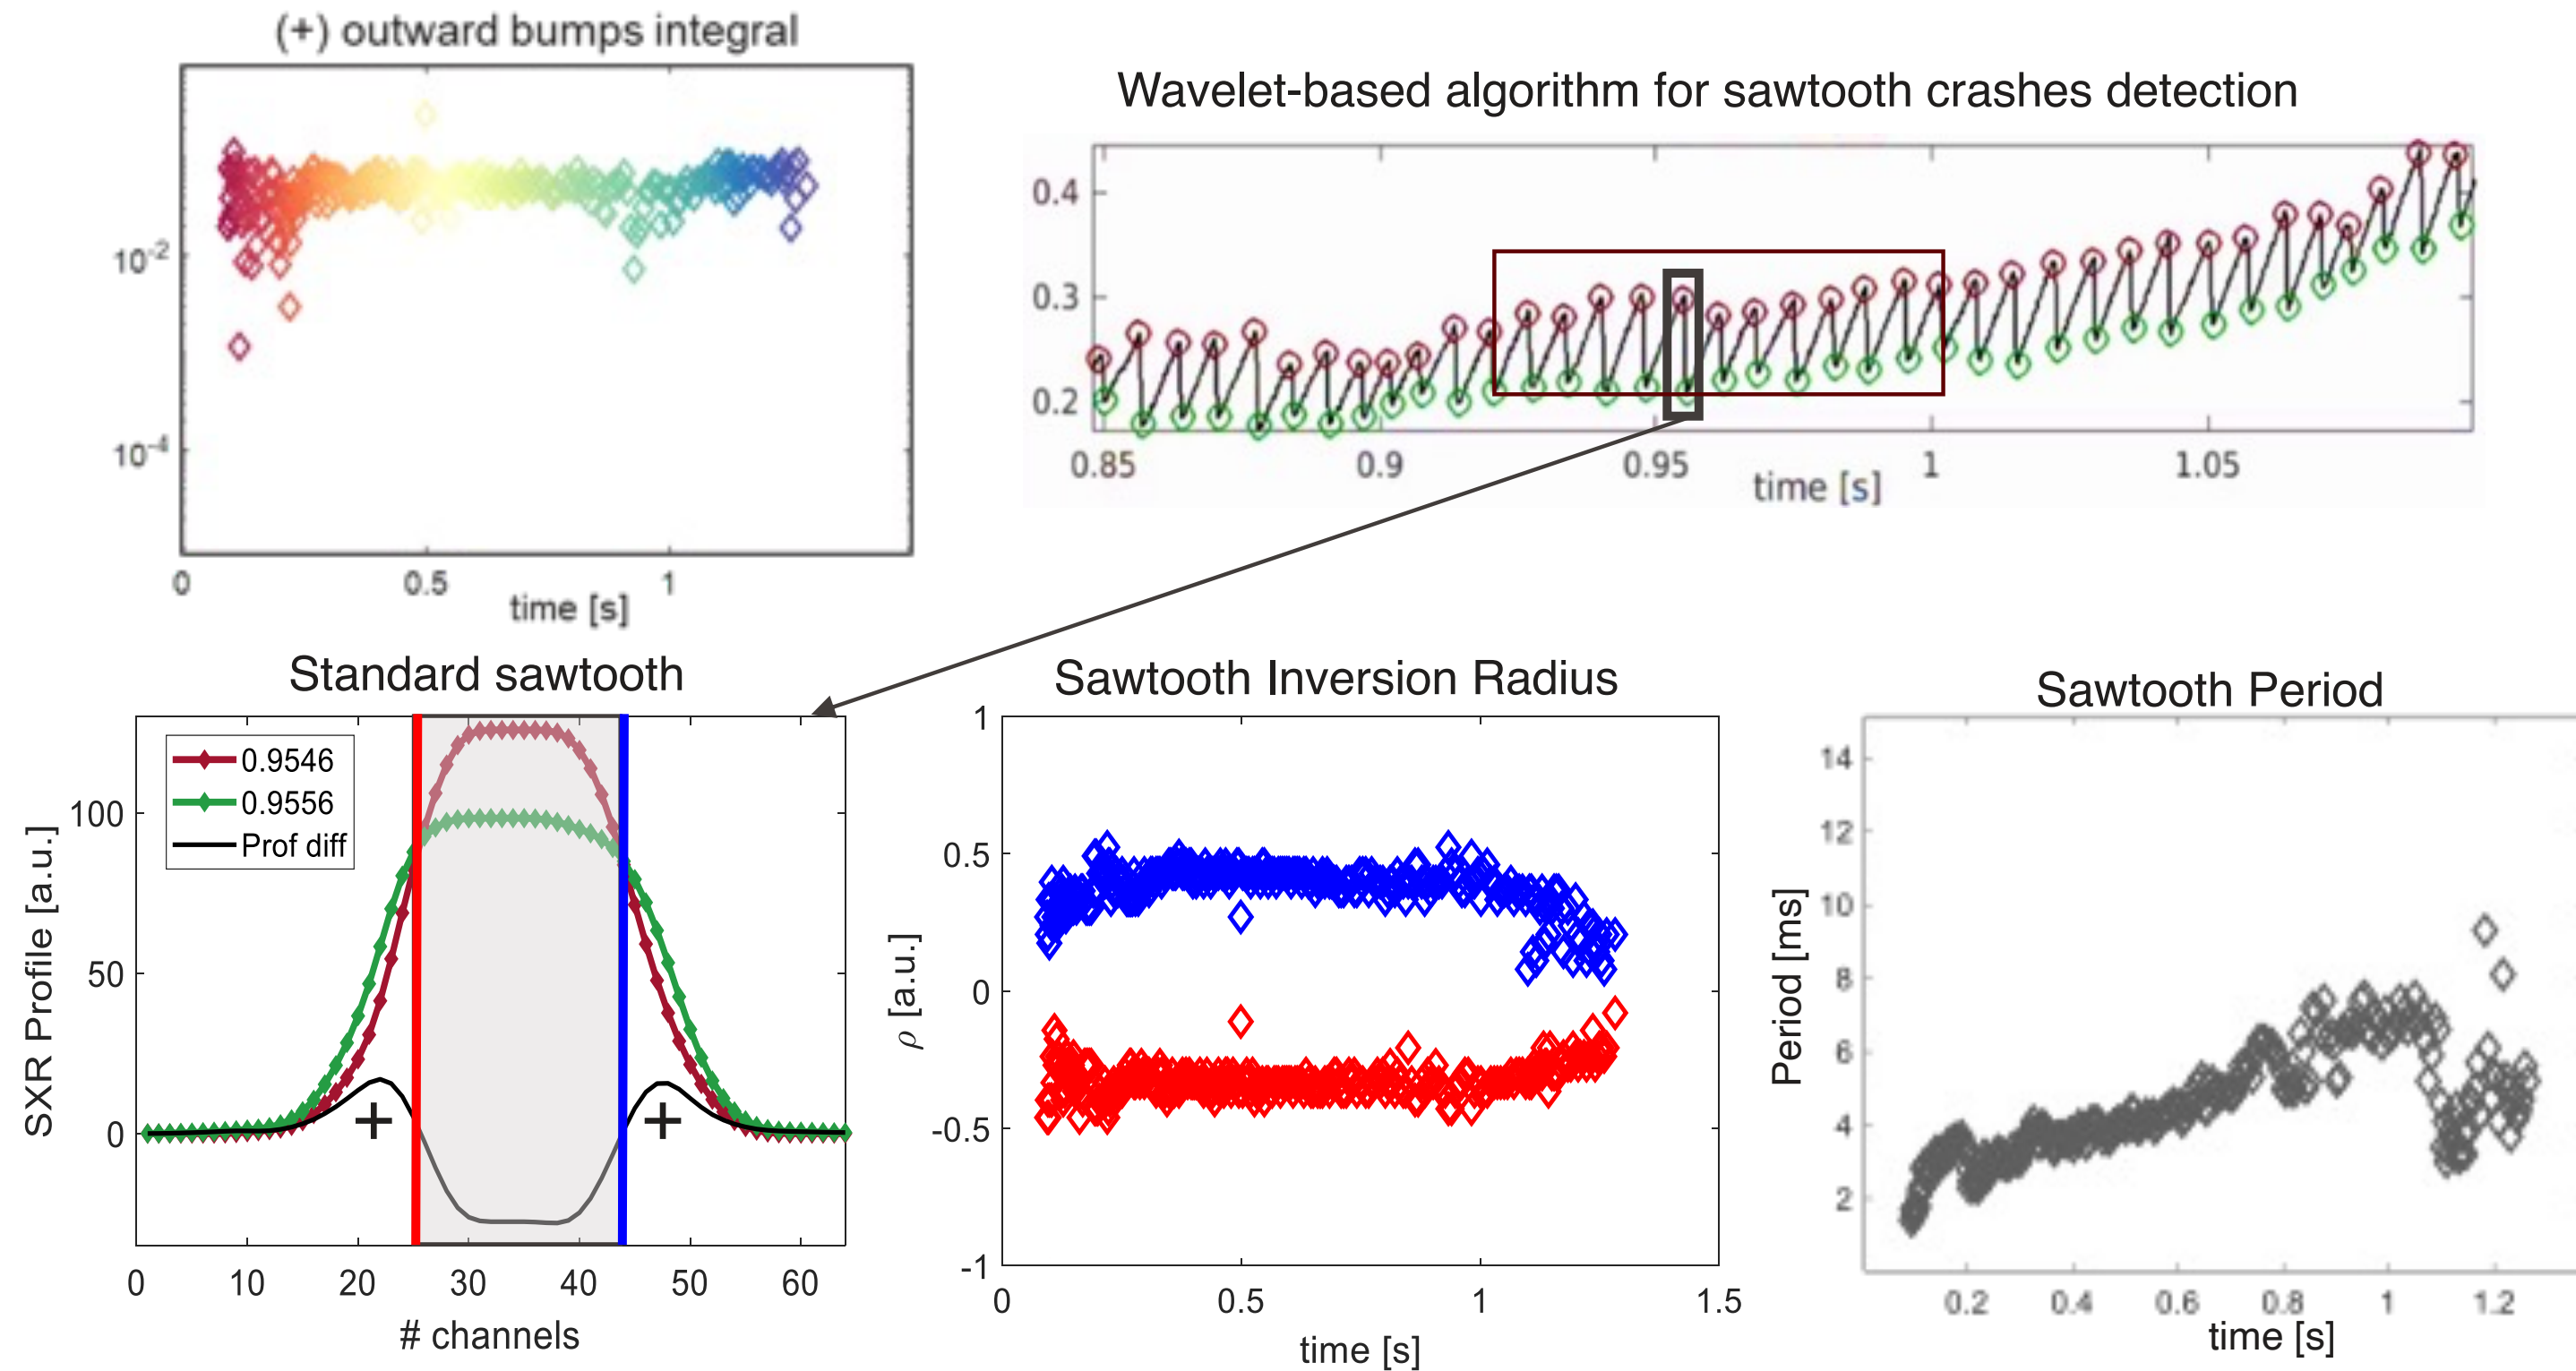 (+) outward bumps integral
10-2
10-4
0 0.5 1
time [s]
Wavelet-based algorithm for sawtooth crashes detection
0.4
0.3
0.2
0.85 0.9 0.95 1 1.05
time [s]
Standard sawtooth
0.9546
0.9556
Prof diff
SXR Profile [a.u.]
100
50
0
+ +
0 10 20 30 40 50 60
# channels
Sawtooth Inversion Radius
ρ [a.u.]
1
0.5
0
-0.5
-1
0 0.5 1 1.5
time [s]
Sawtooth Period
Period [ms]
14
12
10
8
6
4
2
0.2 0.4 0.6 0.8 1 1.2
time [s]